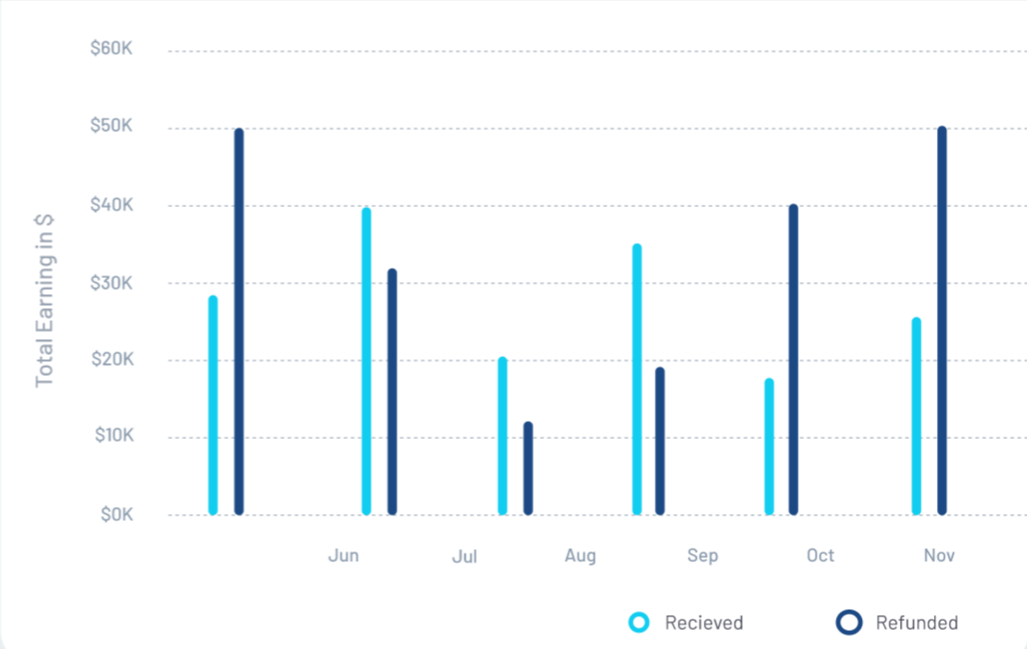 $60K
$50K
$40K
$30K
$20K
$10K
$0K
Total Earning in $
Jun Jul Aug Sep Oct Nov
Recieved Refunded